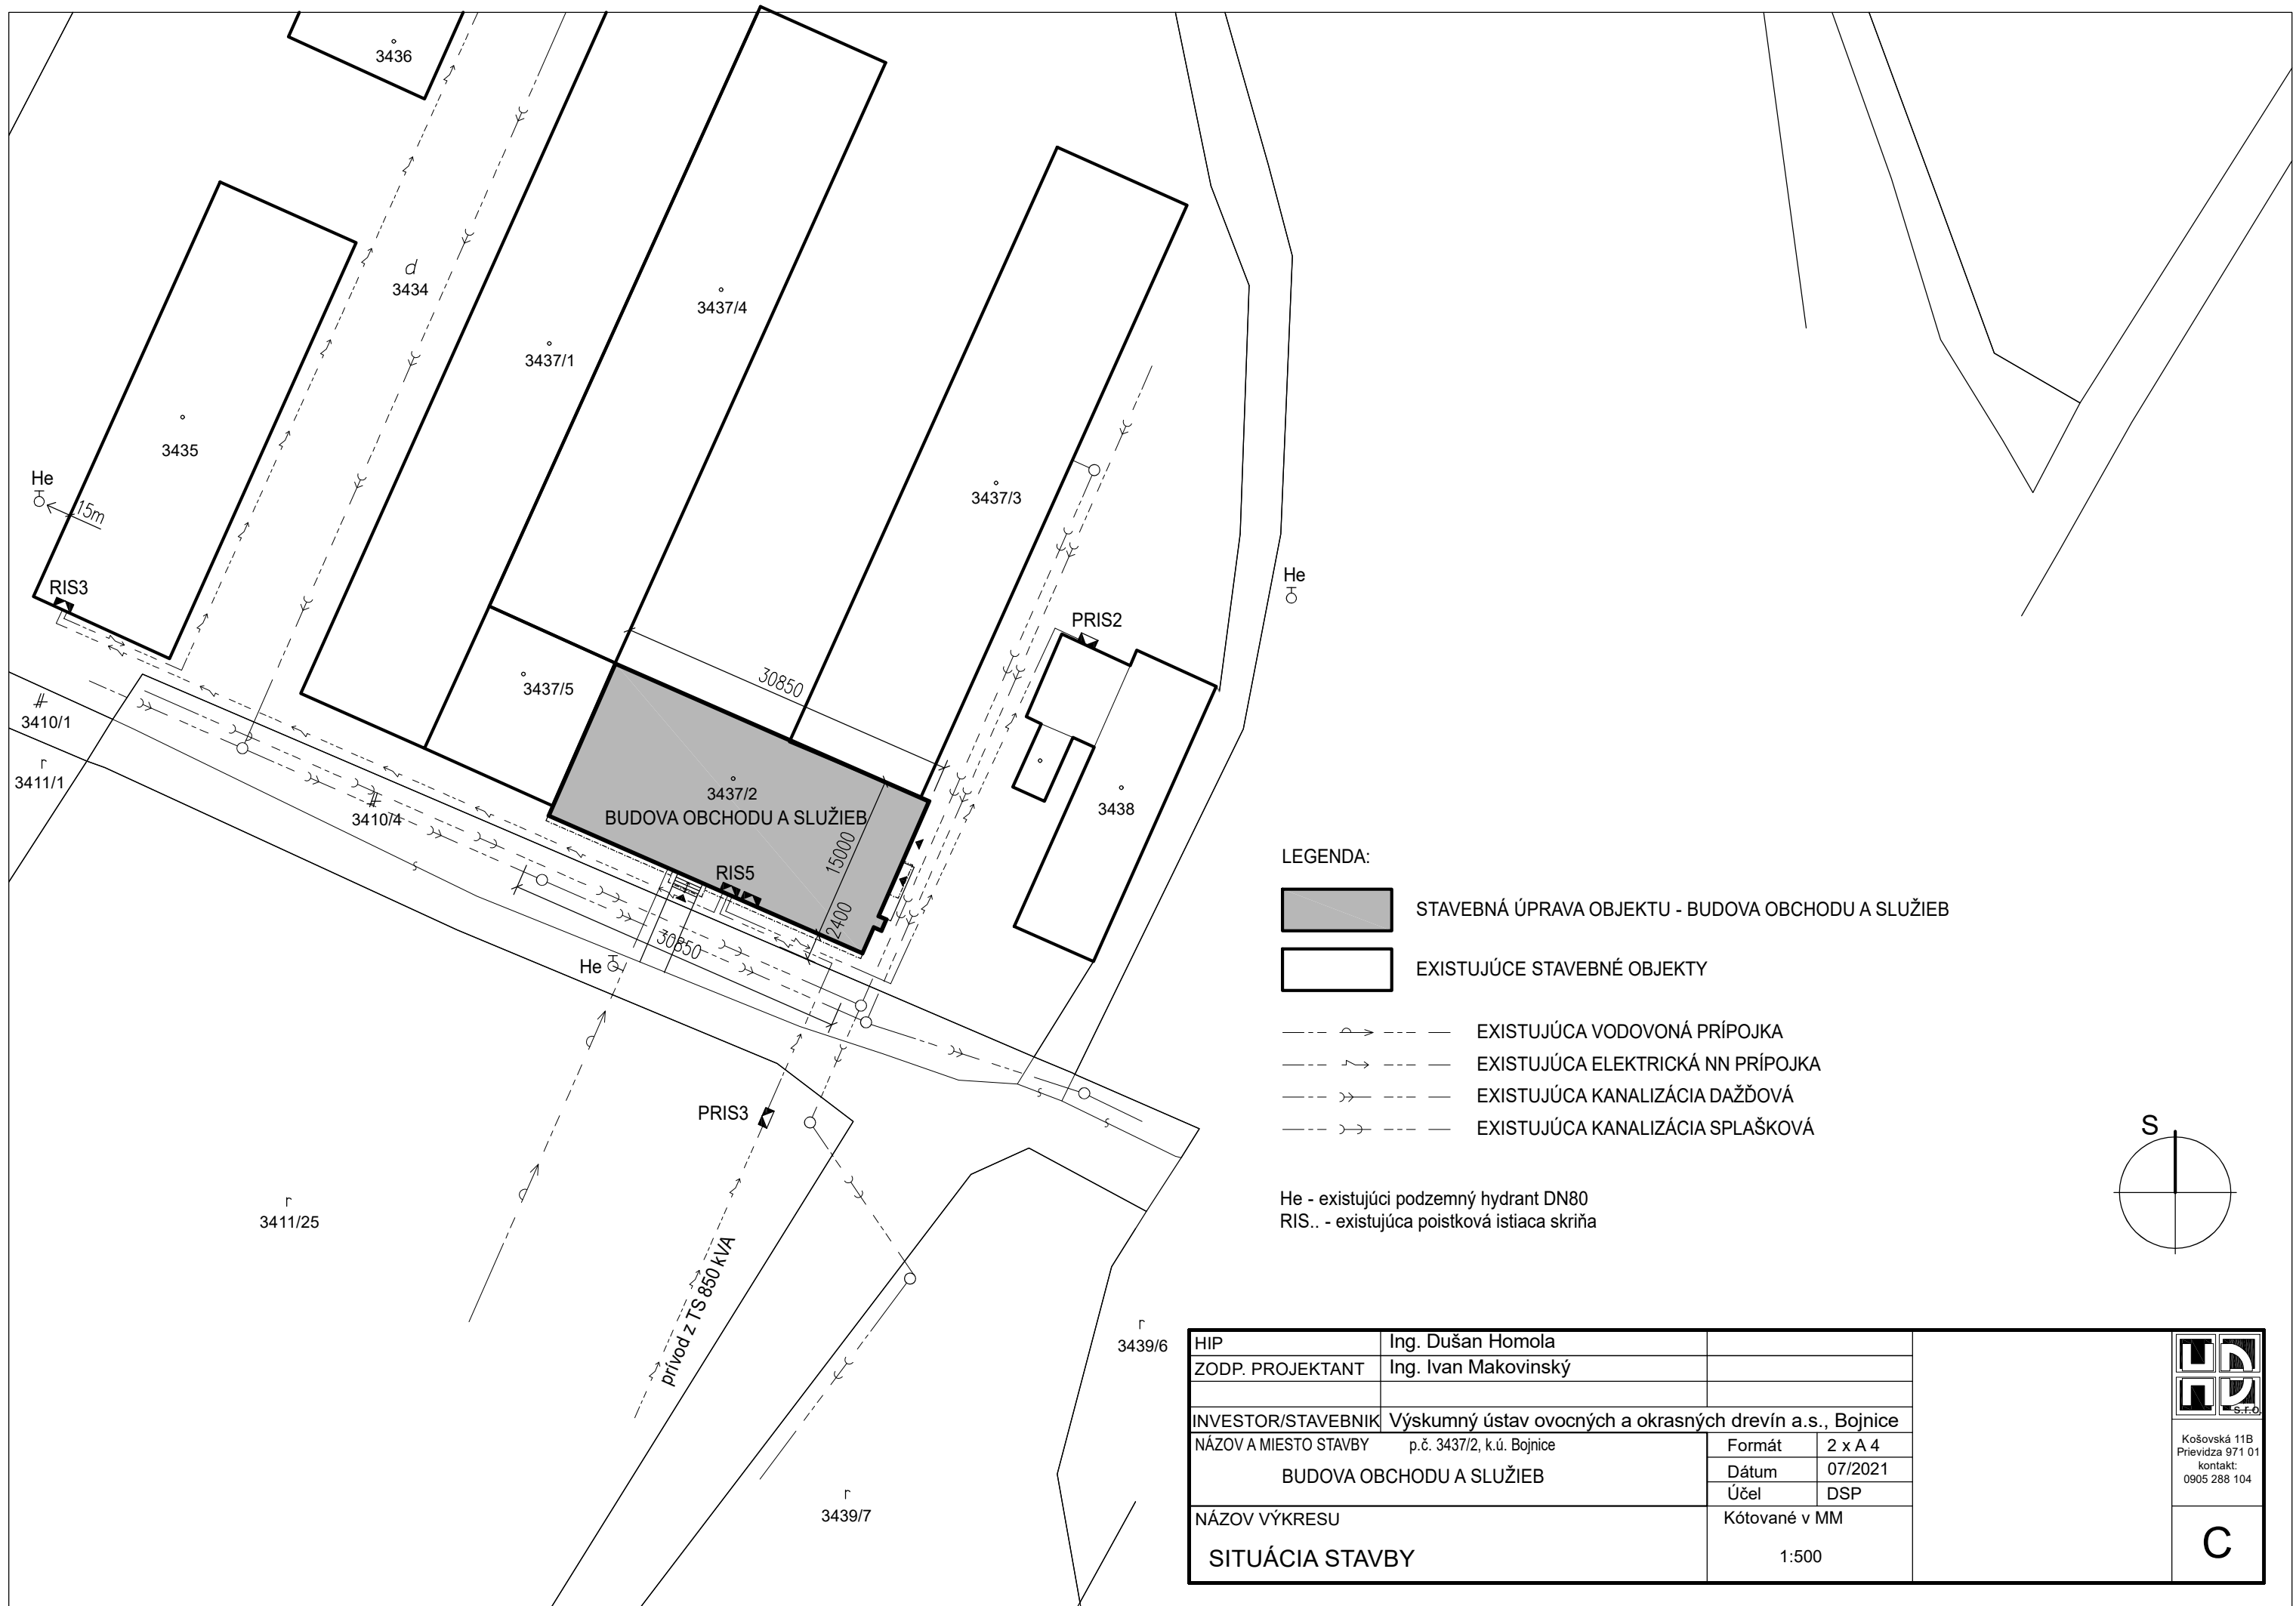 3436
d
3434
3437/4
3437/1
3435
3437/3
He
15m
RIS3
He
PRIS2
30850
3437/5
3410/1
r
3411/1
3437/2
BUDOVA OBCHODU A SLUŽIEB
3438
3410/4
15000
RIS5
2400
30850
He
PRIS3
r
3411/25
prívod z TS 850 kVA
r
3439/6
r
3439/7
LEGENDA:
STAVEBNÁ ÚPRAVA OBJEKTU - BUDOVA OBCHODU A SLUŽIEB
EXISTUJÚCE STAVEBNÉ OBJEKTY
EXISTUJÚCA VODOVONÁ PRÍPOJKA
EXISTUJÚCA ELEKTRICKÁ NN PRÍPOJKA
EXISTUJÚCA KANALIZÁCIA DAŽĎOVÁ
EXISTUJÚCA KANALIZÁCIA SPLAŠKOVÁ
He - existujúci podzemný hydrant DN80
RIS.. - existujúca poistková istiaca skriňa
S
HIP Ing. Dušan Homola
ZODP. PROJEKTANT Ing. Ivan Makovinský
INVESTOR/STAVEBNIK Výskumný ústav ovocných a okrasných drevín a.s., Bojnice
NÁZOV A MIESTO STAVBY p.č. 3437/2, k.ú. Bojnice
BUDOVA OBCHODU A SLUŽIEB
Formát 2 x A 4
Dátum 07/2021
Účel DSP
NÁZOV VÝKRESU
SITUÁCIA STAVBY
Kótované v MM
1:500
HD
HD
s.r.o.
Košovská 11B
Prievidza 971 01
kontakt:
0905 288 104
C